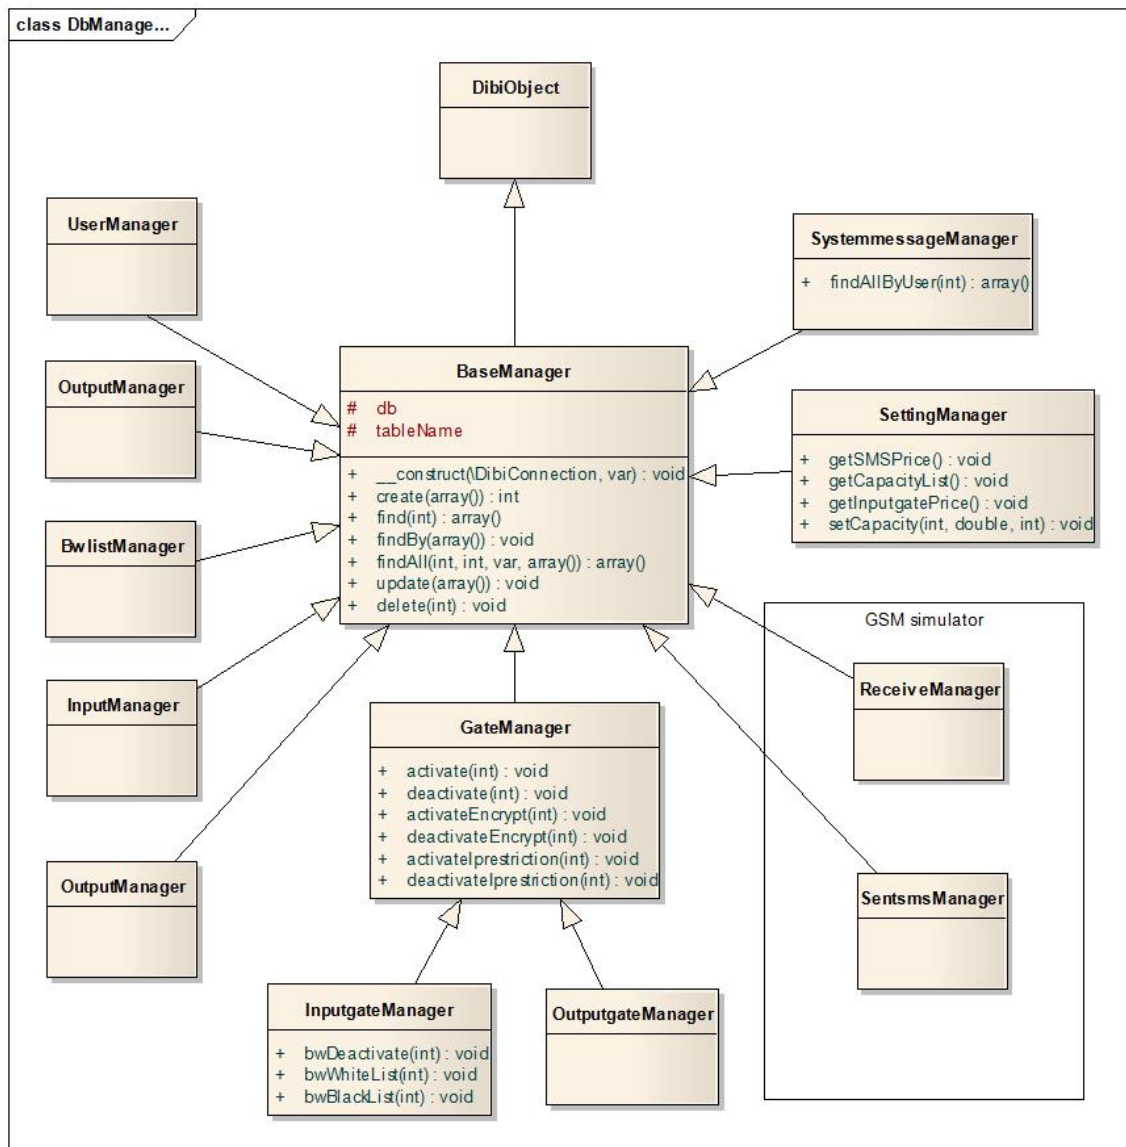 class DbManage...
DibiObject
UserManager
SystemmessageManager
+ findAllByUser(int) : array()
OutputManager
BaseManager
# db
# tableName
+ __construct(\DibiConnection, var) : void
+ create(array()) : int
+ find(int) : array()
+ findBy(array()) : void
+ findAll(int, int, var, array()) : array()
+ update(array()) : void
+ delete(int) : void
SettingManager
+ getSMSPrice() : void
+ getCapacityList() : void
+ getInputgatePrice() : void
+ setCapacity(int, double, int) : void
BwlistManager
GSM simulator
InputManager
ReceiveManager
GateManager
+ activate(int) : void
+ deactivate(int) : void
+ activateEncrypt(int) : void
+ deactivateEncrypt(int) : void
+ activateIprestriction(int) : void
+ deactivateIprestriction(int) : void
OutputManager
SentsmsManager
InputgateManager
+ bwDeactivate(int) : void
+ bwWhiteList(int) : void
+ bwBlackList(int) : void
OutputgateManager